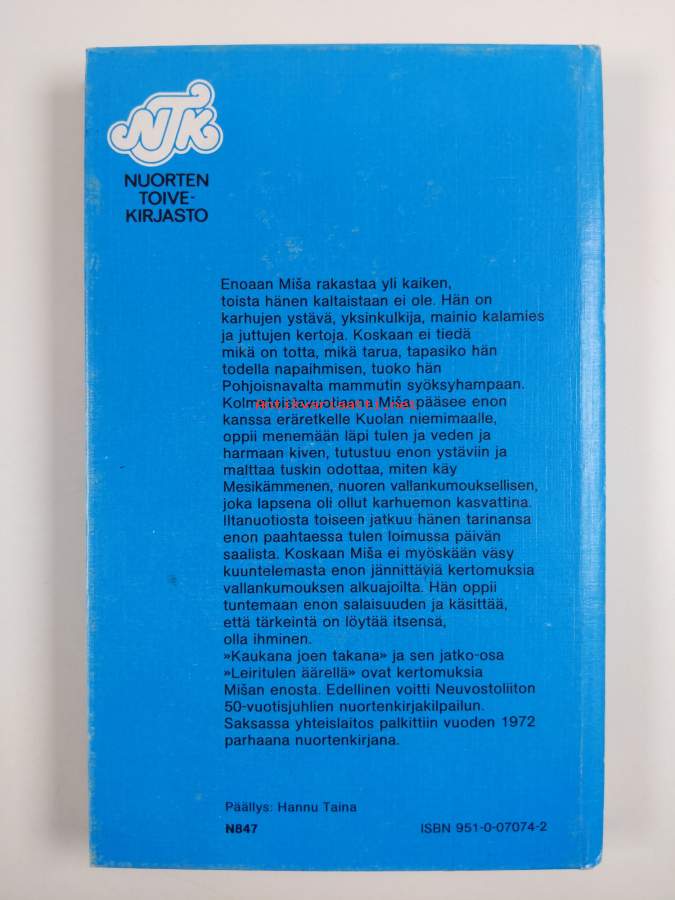 NTK
NUORTEN
TOIVE-
KIRJASTO
Enoaan Miša rakastaa yli kaiken,
toista hänen kaltaistaan ei ole. Hän on
karhujen ystävä, yksinkulkija, mainio kalamies
ja juttujen kertoja. Koskaan ei tiedä
mikä on totta, mikä tarua, tapasiko hän
todella napaihmisen, tuoko hän
Pohjoisnavalta mammutin syöksyhampaan.
Kolmetoistavuotiaana Miša pääsee enon
kanssa eräretkelle Kuolan niemimaalle,
oppii menemään läpi tulen ja veden ja
harmaan kiven, tutustuu enon ystäviin ja
malttaa tuskin odottaa, miten käy
Mesikämmenen, nuoren vallankumouksellisen,
joka lapsena oli ollut karhuemon kasvattina.
Iltanuotiosta toiseen jatkuu hänen tarinansa
enon paahtaessa tulen loimussa päivän
saalista. Koskaan Miša ei myöskään väsy
kuuntelemasta enon jännittäviä kertomuksia
vallankumouksen alkuajoilta. Hän oppii
tuntemaan enon salaisuuden ja käsittää,
että tärkeintä on löytää itsensä,
olla ihminen.
»Kaukana joen takana» ja sen jatko-osa
»Leiritulen äärellä» ovat kertomuksia
Mišan enosta. Edellinen voitti Neuvostoliiton
50-vuotisjuhlien nuortenkirjakilpailun.
Saksassa yhteislaitos palkittiin vuoden 1972
parhaana nuortenkirjana.
Päällys: Hannu Taina
N847
ISBN 951-0-07074-2